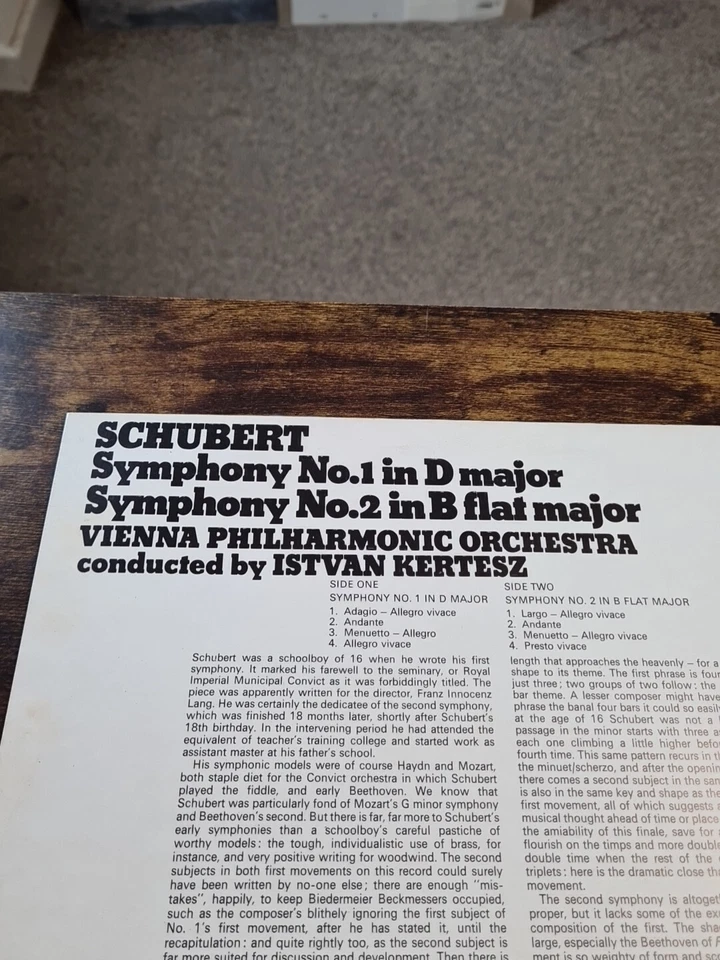 SCHUBERT
Symphony No.1 in D major
Symphony No.2 in B flat major
VIENNA PHILHARMONIC ORCHESTRA
conducted by ISTVAN KERTESZ
SIDE ONE
SYMPHONY NO. 1 IN D MAJOR
1. Adagio – Allegro vivace
2. Andante
3. Menuetto – Allegro
4. Allegro vivace
SIDE TWO
SYMPHONY NO. 2 IN B FLAT MAJOR
1. Largo – Allegro vivace
2. Andante
3. Menuetto – Allegro vivace
4. Presto vivace
Schubert was a schoolboy of 16 when he wrote his first
symphony. It marked his farewell to the seminary, or Royal
Imperial Municipal Convict as it was forbiddingly titled. The
piece was apparently written for the director, Franz Innocenz
Lang. He was certainly the dedicatee of the second symphony,
which was finished 18 months later, shortly after Schubert's
18th birthday. In the intervening period he had attended the
equivalent of teacher's training college and started work as
assistant master at his father's school.
His symphonic models were of course Haydn and Mozart,
both staple diet for the Convict orchestra in which Schubert
played the fiddle, and early Beethoven. We know that
Schubert was particularly fond of Mozart's G minor symphony
and Beethoven's second. But there is far, far more to Schubert's
early symphonies than a schoolboy's careful pastiche of
worthy models: the tough, individualistic use of brass, for
instance, and very positive writing for woodwind. The second
subjects in both first movements on this record could surely
have been written by no-one else; there are enough "mis-
takes", happily, to keep Biedermeier Beckmessers occupied,
such as the composer's blithely ignoring the first subject of
No. 1's first movement, after he has stated it, until the
recapitulation: and quite rightly too, as the second subject is
far more suited for discussion and development. Then there is
length that approaches the heavenly – for a
shape to its theme. The first phrase is four
just three; two groups of two follow: the
bar theme. A lesser composer might have
phrase the banal four bars it could so easily
at the age of 16 Schubert was not a
passage in the minor starts with three
each one climbing a little higher
fourth time. This same pattern recurs in
the minuet/scherzo, and after the
there comes a second subject in the
is also in the same key and shape as the
first movement, all of which suggests
musical thought ahead of time or place
the amiability of this finale, save for
flourish on the timps and more
double time when the rest of the
triplets: here is the dramatic close
movement.
The second symphony is
proper, but it lacks some of the
composition of the first. The
large, especially the Beethoven of
ment is so weighty of form and